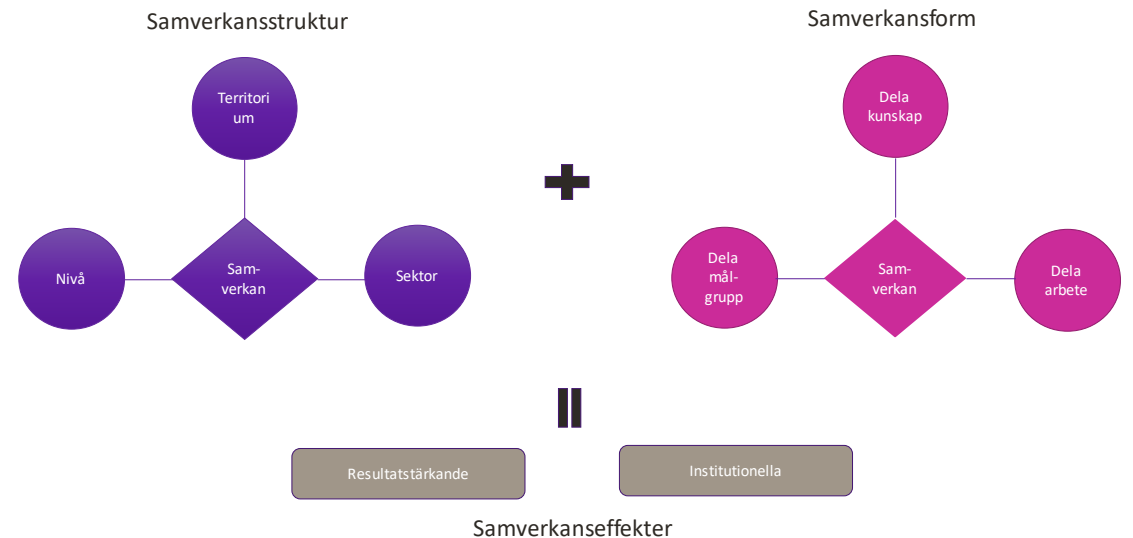 Samverkansstruktur
Samverkansform
Territori
um
Dela
kunskap
Nivå
Sam-
verkan
Sektor
Dela
mål-
grupp
Sam-
verkan
Dela
arbete
Resultatstärkande
Institutionella
Samverkanseffekter